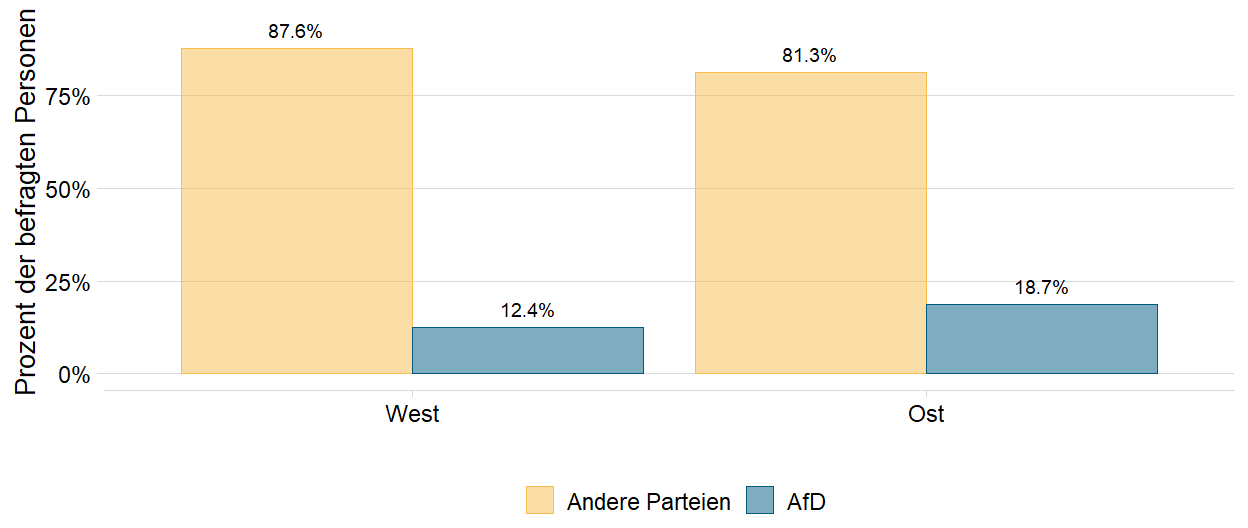 Prozent der befragten Personen
87.6%
81.3%
75%
50%
25%
18.7%
12.4%
0%
West
Ost
Andere Parteien
AfD